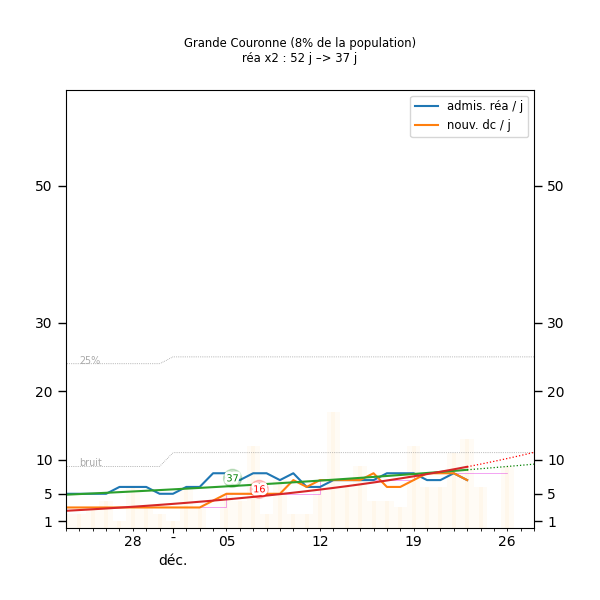 Grande Couronne (8% de la population)
réa x2 : 52 j –> 37 j
admis. réa / j
nouv. dc / j
50 50
30 30
25%
20 20
bruit
10 10
37
16
5 5
1 1
28 - 05 12 19 26
déc.